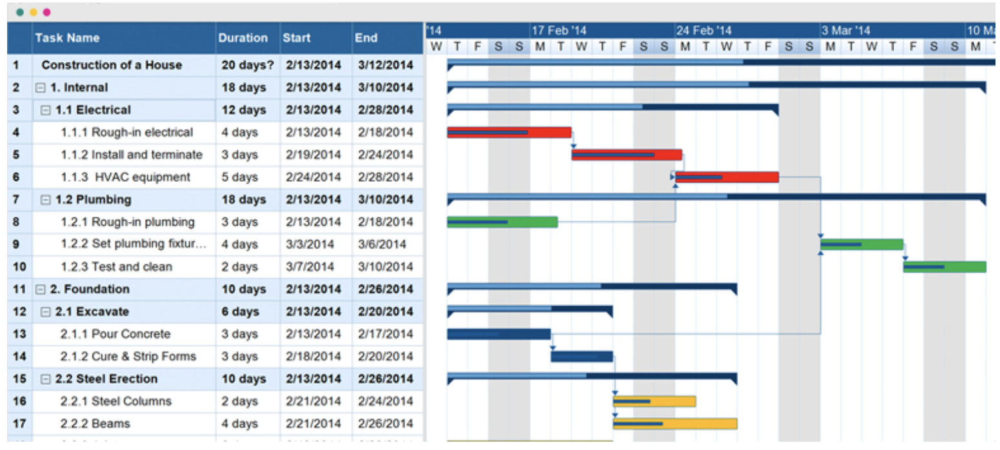 Task Name Duration Start End '14 17 Feb '14 24 Feb '14 3 Mar '14 10
W T F S S M T W T F S S M T W T F S S M T W T F S S M
1 Construction of a House 20 days? 2/13/2014 3/12/2014
2 1. Internal 18 days 2/13/2014 3/10/2014
3 1.1 Electrical 12 days 2/13/2014 2/28/2014
4 1.1.1 Rough-in electrical 4 days 2/13/2014 2/18/2014
5 1.1.2 Install and terminate 3 days 2/19/2014 2/24/2014
6 1.1.3 HVAC equipment 5 days 2/24/2014 2/28/2014
7 1.2 Plumbing 18 days 2/13/2014 3/10/2014
8 1.2.1 Rough-in plumbing 3 days 2/13/2014 2/18/2014
9 1.2.2 Set plumbing fixtur... 4 days 3/3/2014 3/6/2014
10 1.2.3 Test and clean 2 days 3/7/2014 3/10/2014
11 2. Foundation 10 days 2/13/2014 2/26/2014
12 2.1 Excavate 6 days 2/13/2014 2/20/2014
13 2.1.1 Pour Concrete 3 days 2/13/2014 2/17/2014
14 2.1.2 Cure & Strip Forms 3 days 2/18/2014 2/20/2014
15 2.2 Steel Erection 10 days 2/13/2014 2/26/2014
16 2.2.1 Steel Columns 2 days 2/21/2014 2/24/2014
17 2.2.2 Beams 4 days 2/21/2014 2/26/2014